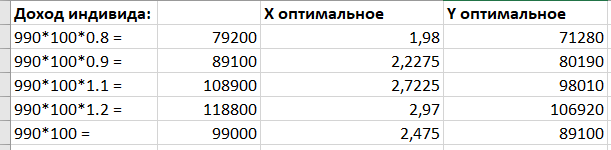 Доход индивида: X оптимальное Y оптимальное
990*100*0.8 = 79200 1,98 71280
990*100*0.9 = 89100 2,2275 80190
990*100*1.1 = 108900 2,7225 98010
990*100*1.2 = 118800 2,97 106920
990*100 = 99000 2,475 89100